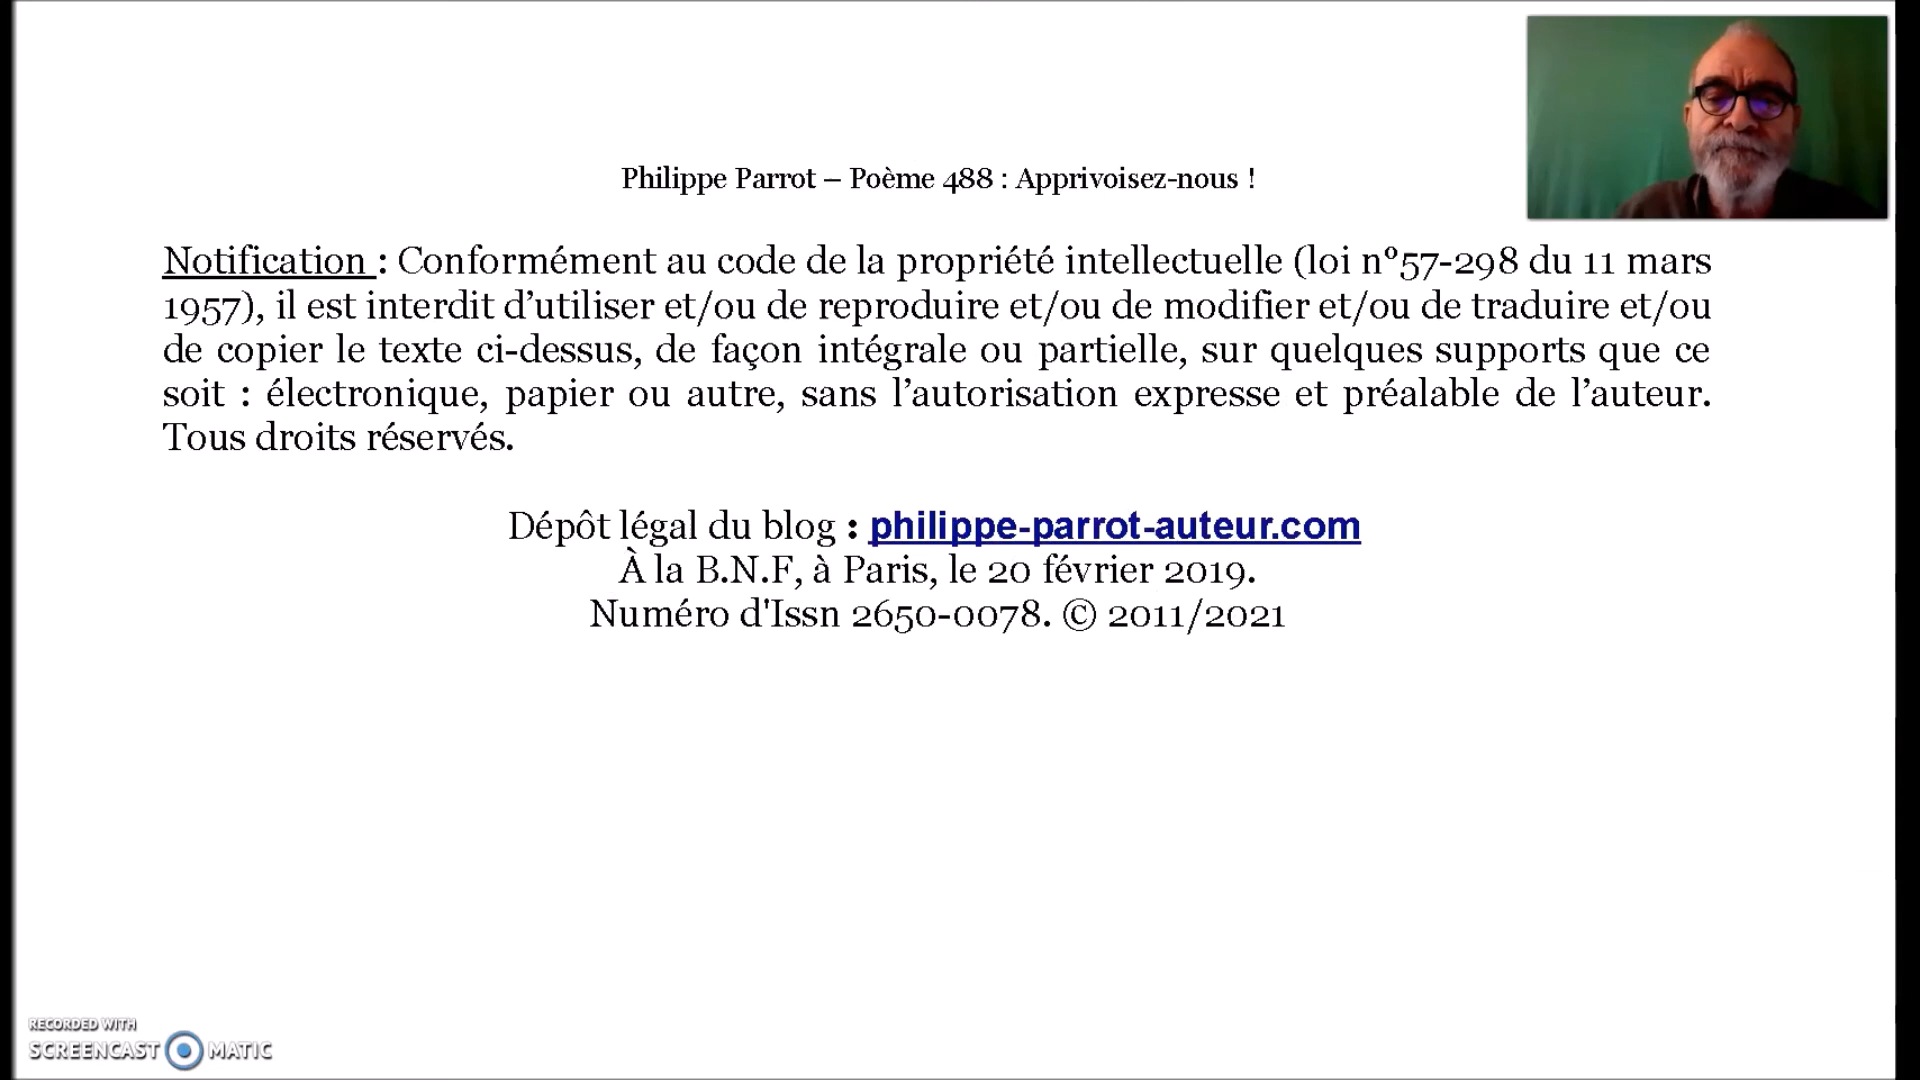 Philippe Parrot – Poème 488 : Apprivoisez-nous !
Notification : Conformément au code de la propriété intellectuelle (loi n°57-298 du 11 mars
1957), il est interdit d’utiliser et/ou de reproduire et/ou de modifier et/ou de traduire et/ou
de copier le texte ci-dessus, de façon intégrale ou partielle, sur quelques supports que ce
soit : électronique, papier ou autre, sans l’autorisation expresse et préalable de l’auteur.
Tous droits réservés.
Dépôt légal du blog : philippe-parrot-auteur.com
À la B.N.F, à Paris, le 20 février 2019.
Numéro d'Issn 2650-0078. © 2011/2021
RECORDED WITH
SCREENCAST MATIC